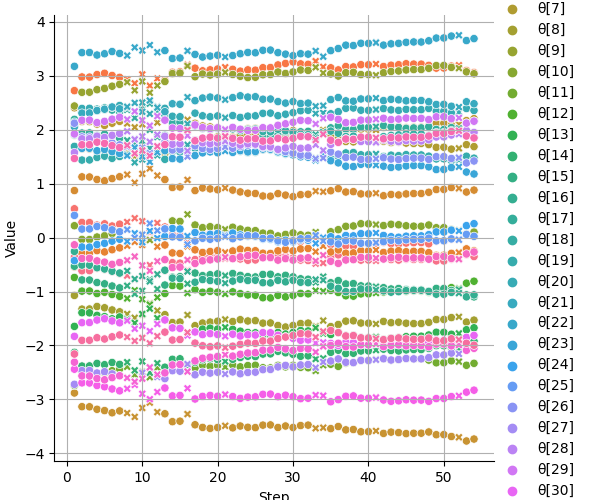 4
3
2
1
0
−1
−2
−3
−4
Value
0
10
20
30
40
50
Step
θ[7]
θ[8]
θ[9]
θ[10]
θ[11]
θ[12]
θ[13]
θ[14]
θ[15]
θ[16]
θ[17]
θ[18]
θ[19]
θ[20]
θ[21]
θ[22]
θ[23]
θ[24]
θ[25]
θ[26]
θ[27]
θ[28]
θ[29]
θ[30]